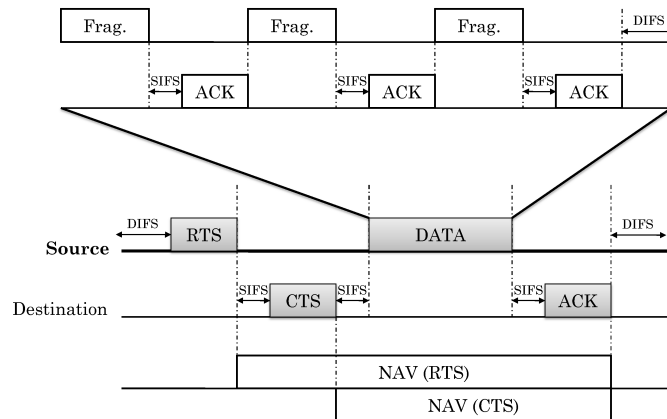 Frag. Frag. Frag. DIFS
SIFS ACK SIFS ACK SIFS ACK
DIFS RTS DATA DIFS
Source
SIFS CTS SIFS SIFS ACK
Destination
NAV (RTS)
NAV (CTS)